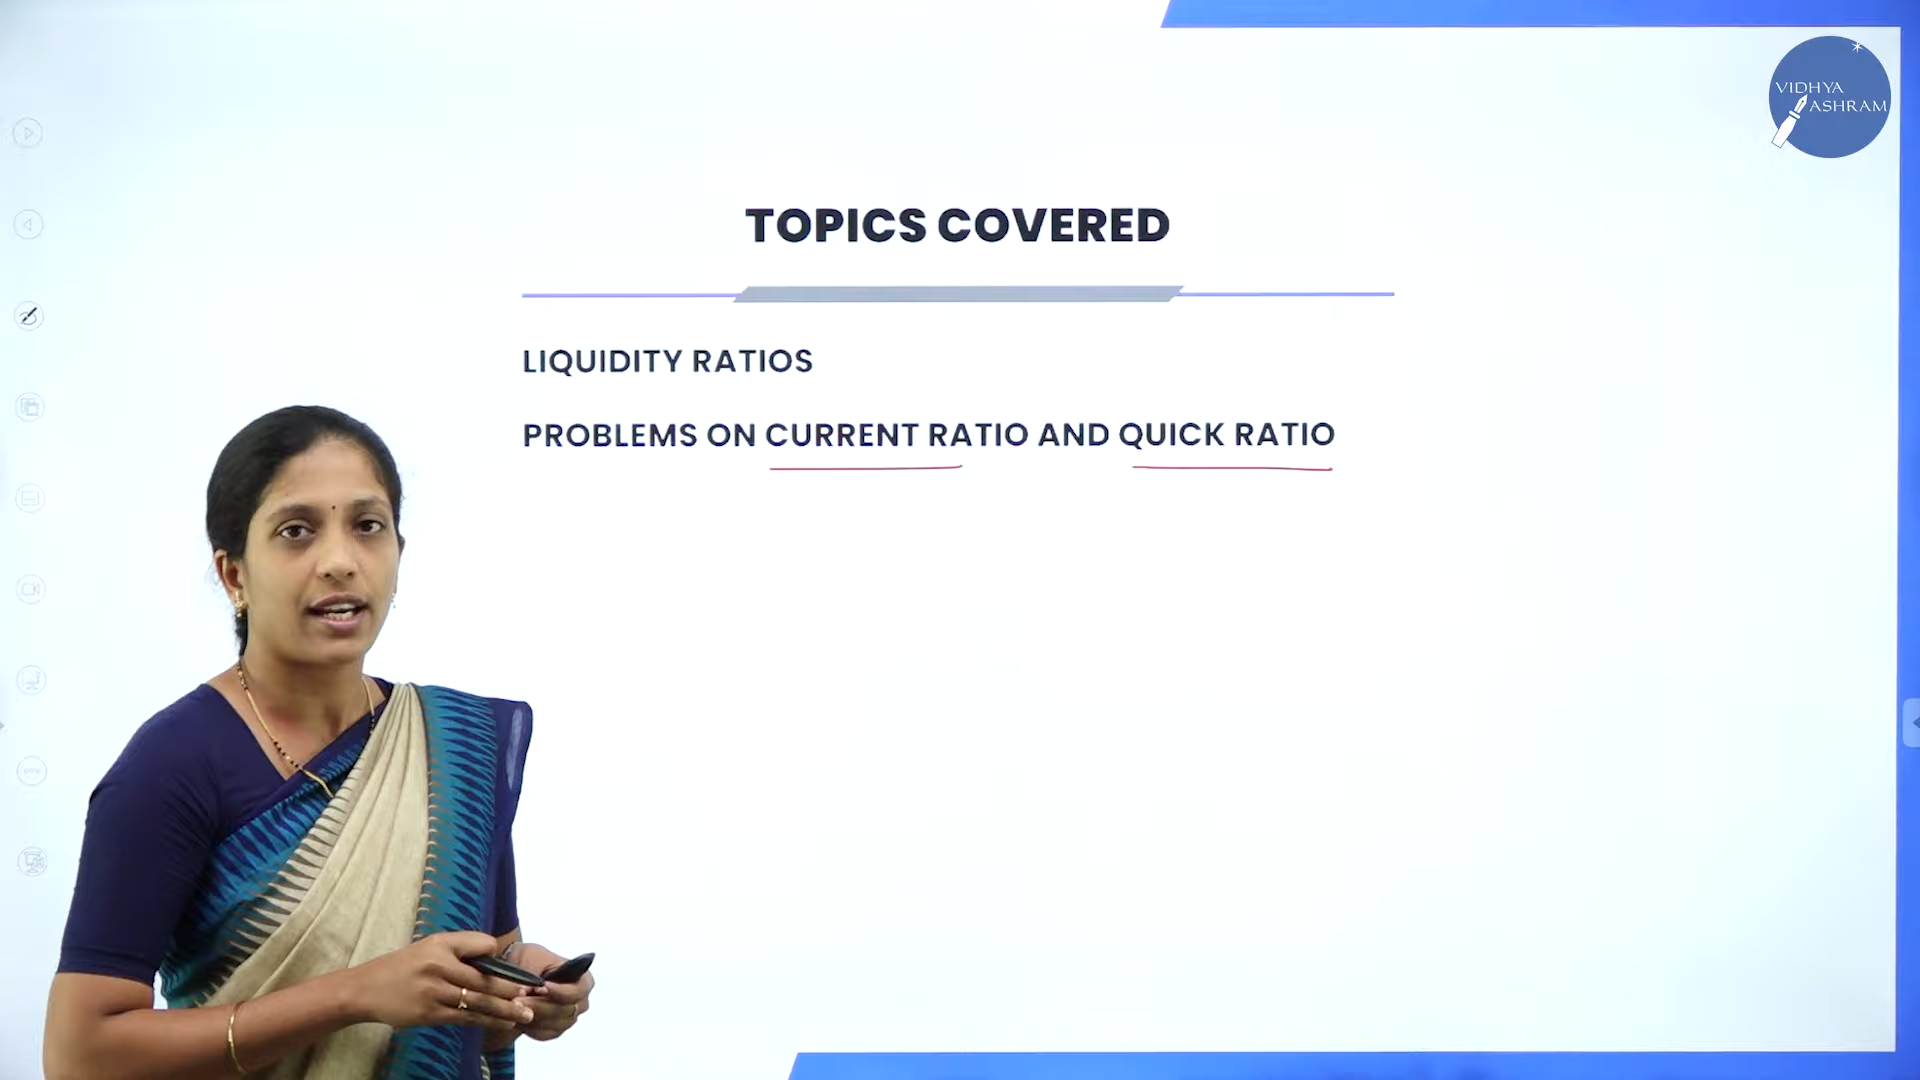 VIDHYA
ASHRAM
TOPICS COVERED
LIQUIDITY RATIOS
PROBLEMS ON CURRENT RATIO AND QUICK RATIO